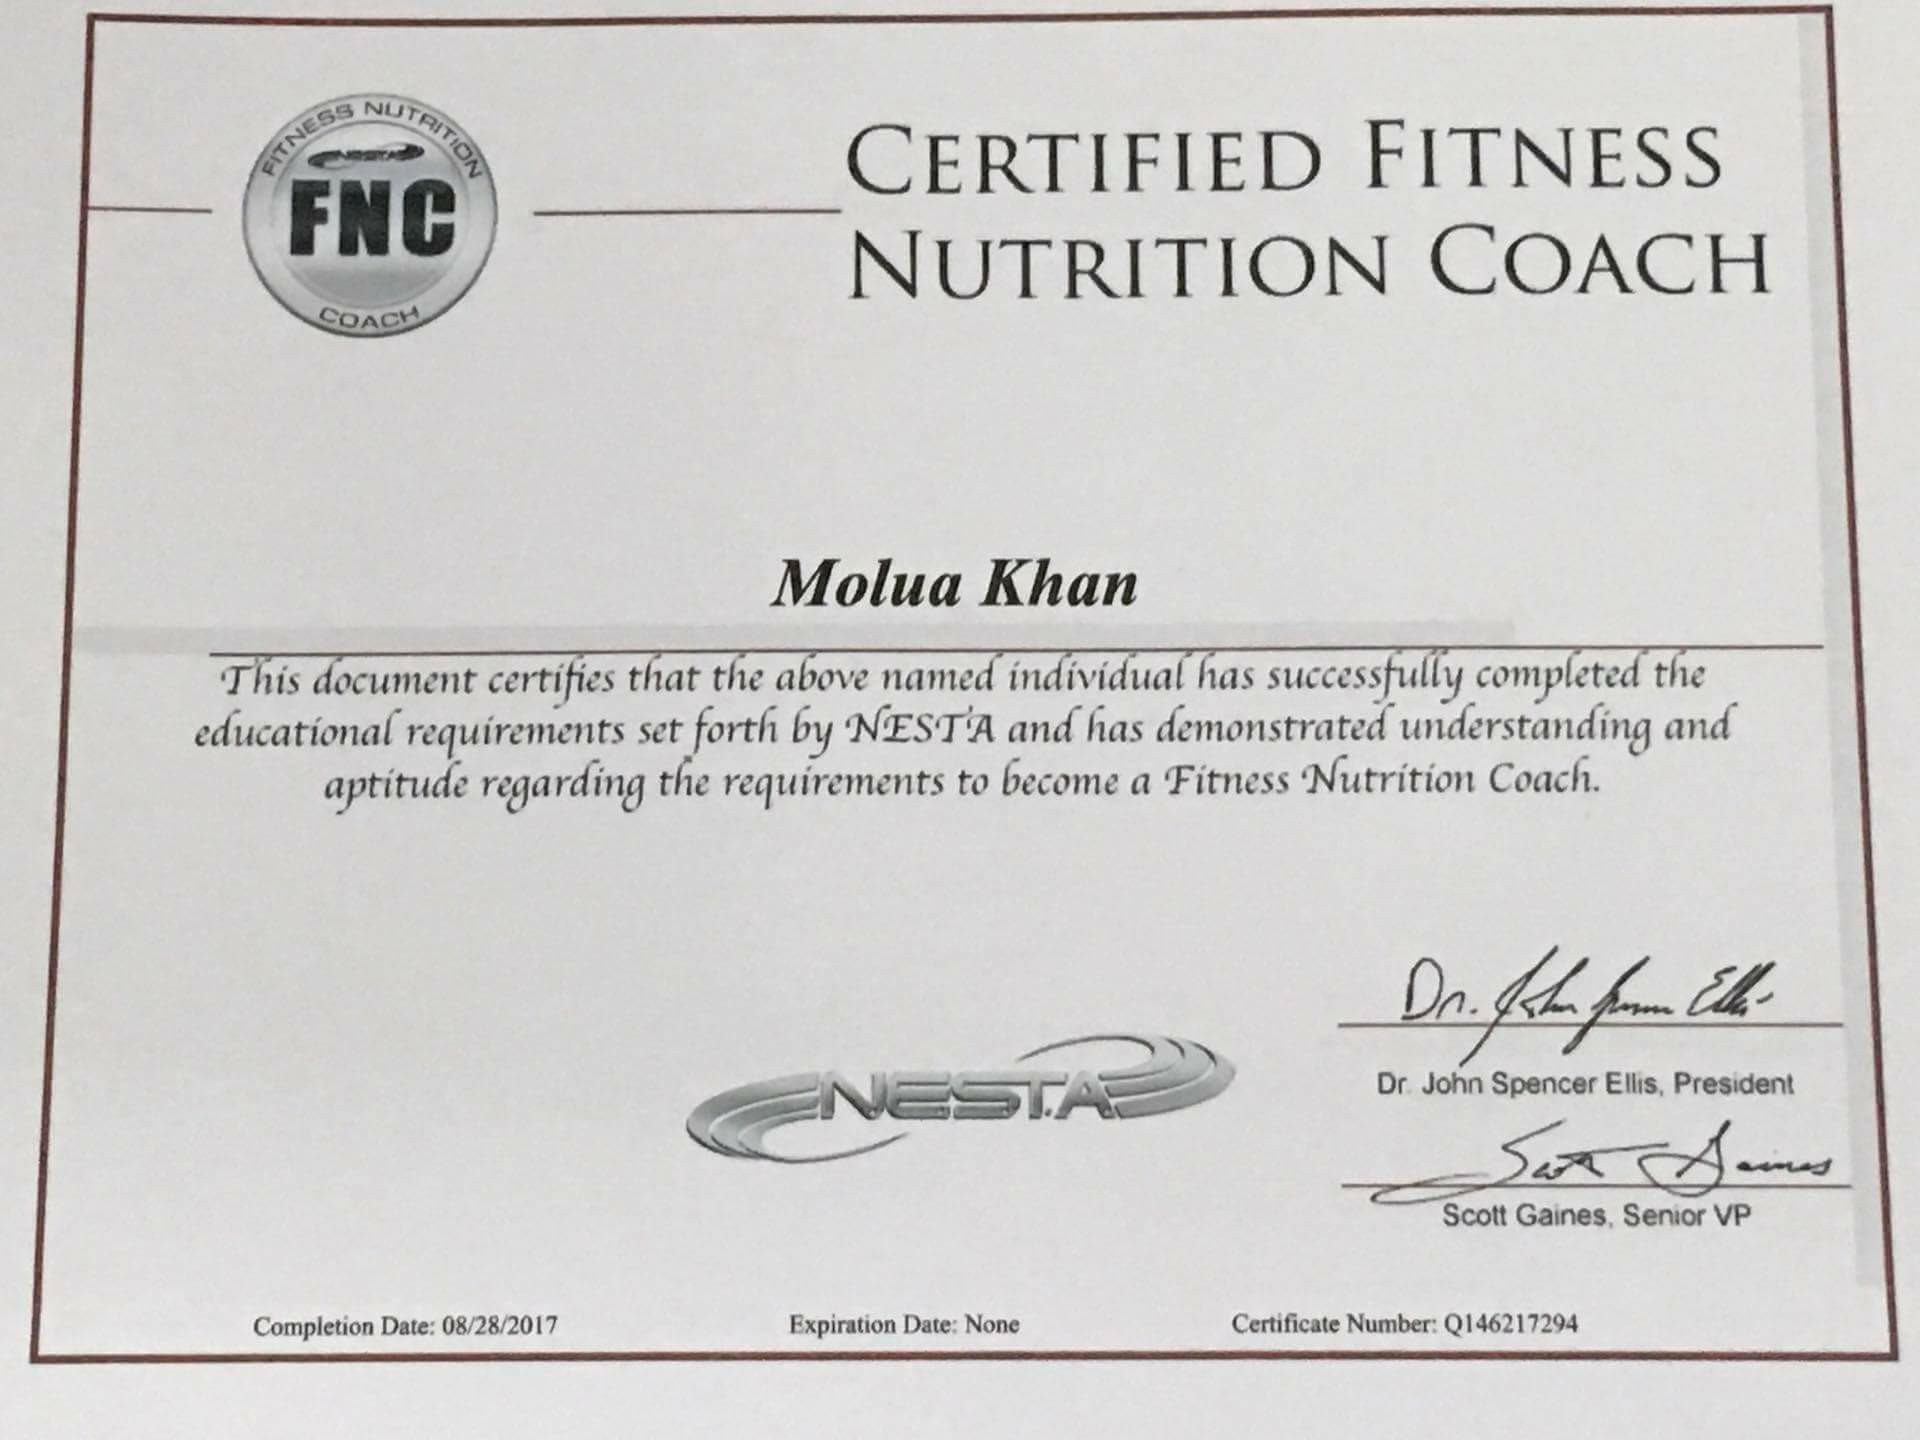 FITNESS NUTRITION
NESTA
FNC
COACH
CERTIFIED FITNESS
NUTRITION COACH
Molua Khan
This document certifies that the above named individual has successfully completed the
educational requirements set forth by NESTA and has demonstrated understanding and
aptitude regarding the requirements to become a Fitness Nutrition Coach.
Dr. John Spencer Ellis
Dr. John Spencer Ellis, President
NESTA
Scott Gaines
Scott Gaines, Senior VP
Completion Date: 08/28/2017 Expiration Date: None Certificate Number: Q146217294